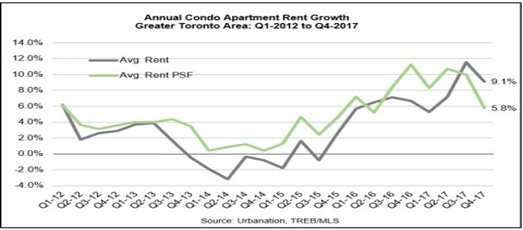 Annual Condo Apartment Rent Growth
Greater Toronto Area: Q1-2012 to Q4-2017
14.0%
12.0%
10.0%
8.0%
6.0%
4.0%
2.0%
0.0%
-2.0%
-4.0%
Avg. Rent
Avg. Rent PSF
9.1%
5.8%
Q1-12
Q2-12
Q3-12
Q4-12
Q1-13
Q2-13
Q3-13
Q4-13
Q1-14
Q2-14
Q3-14
Q4-14
Q1-15
Q2-15
Q3-15
Q4-15
Q1-16
Q2-16
Q3-16
Q4-16
Q1-17
Q2-17
Q3-17
Q4-17
Source: Urbanation, TREB/MLS